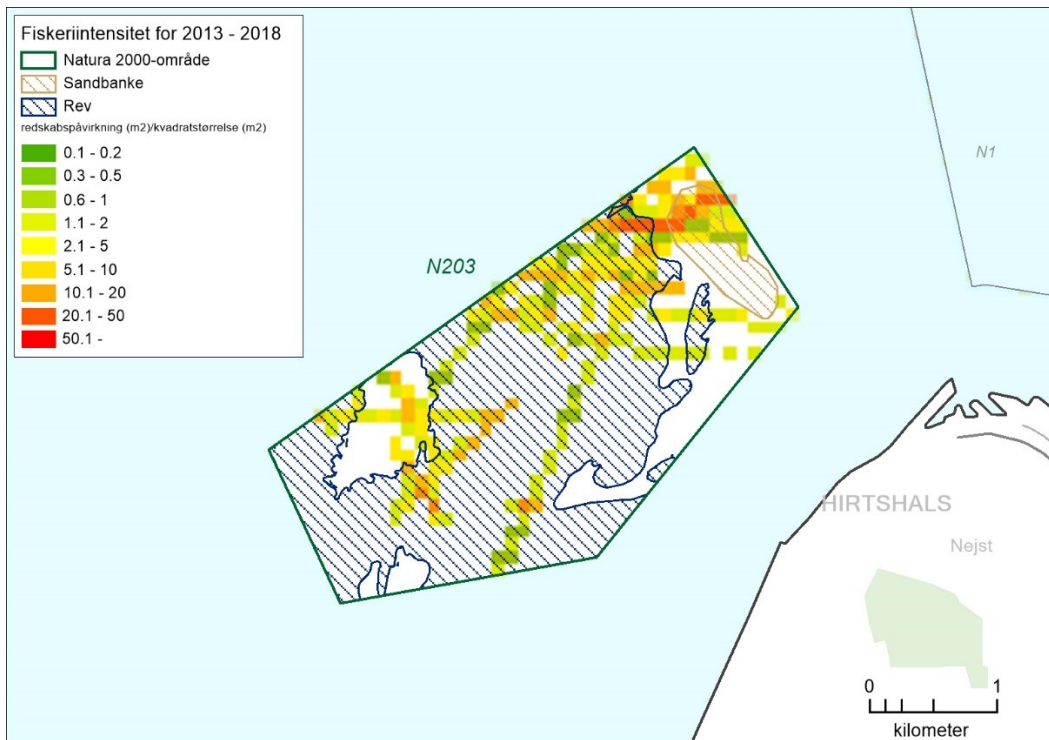 Fiskeriintensitet for 2013 - 2018
Natura 2000-område
Sandbanke
Rev
redskabspåvirkning (m2)/kvadratstørrelse (m2)
0.1 - 0.2
0.3 - 0.5
0.6 - 1
1.1 - 2
2.1 - 5
5.1 - 10
10.1 - 20
20.1 - 50
50.1 -
N1
N203
HIRTSHALS
Nejst
0 1
kilometer